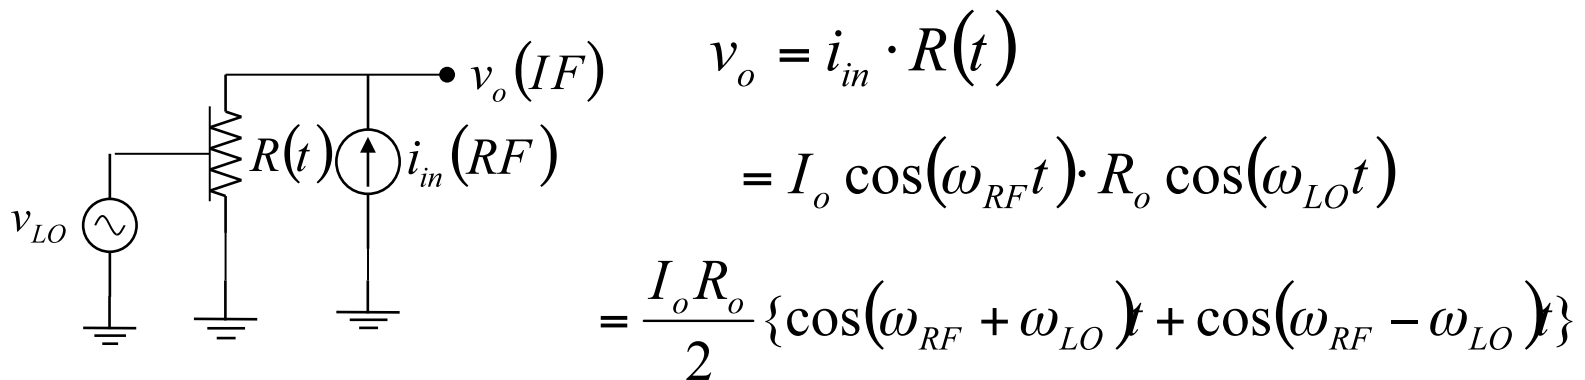 v_o = i_in · R(t)
v_o(IF)
R(t)
i_in(RF)
= I_o cos(ω_RF t) · R_o cos(ω_LO t)
v_LO
= I_o R_o / 2 {cos(ω_RF + ω_LO)t + cos(ω_RF − ω_LO)t}